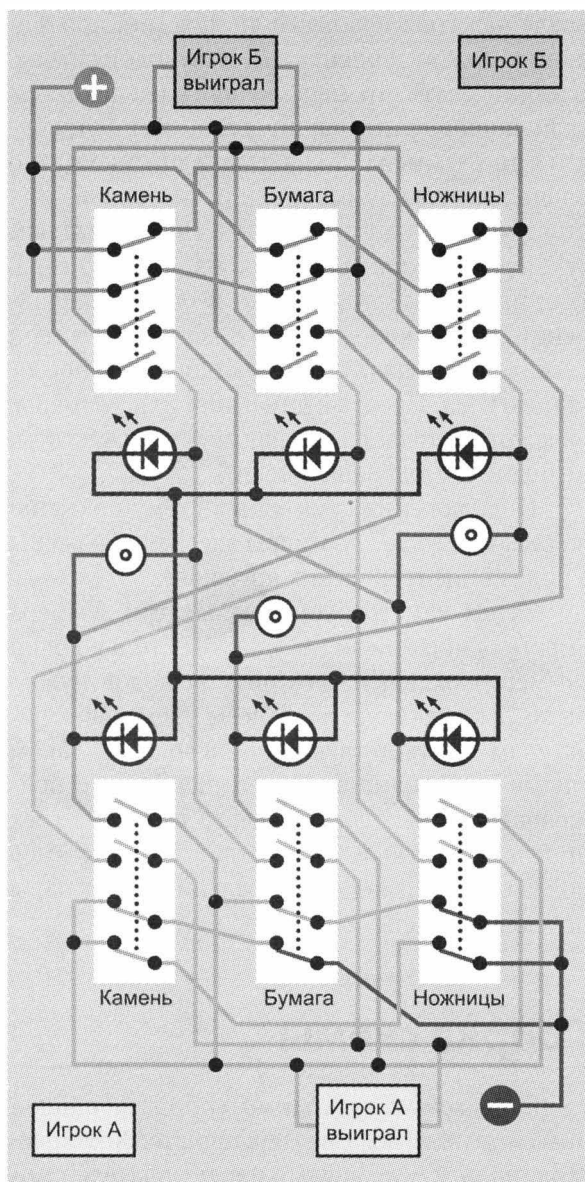 Игрок Б
выиграл
Игрок Б
+
Камень
Бумага
Ножницы
Камень
Бумага
Ножницы
Игрок А
Игрок А
выиграл
−